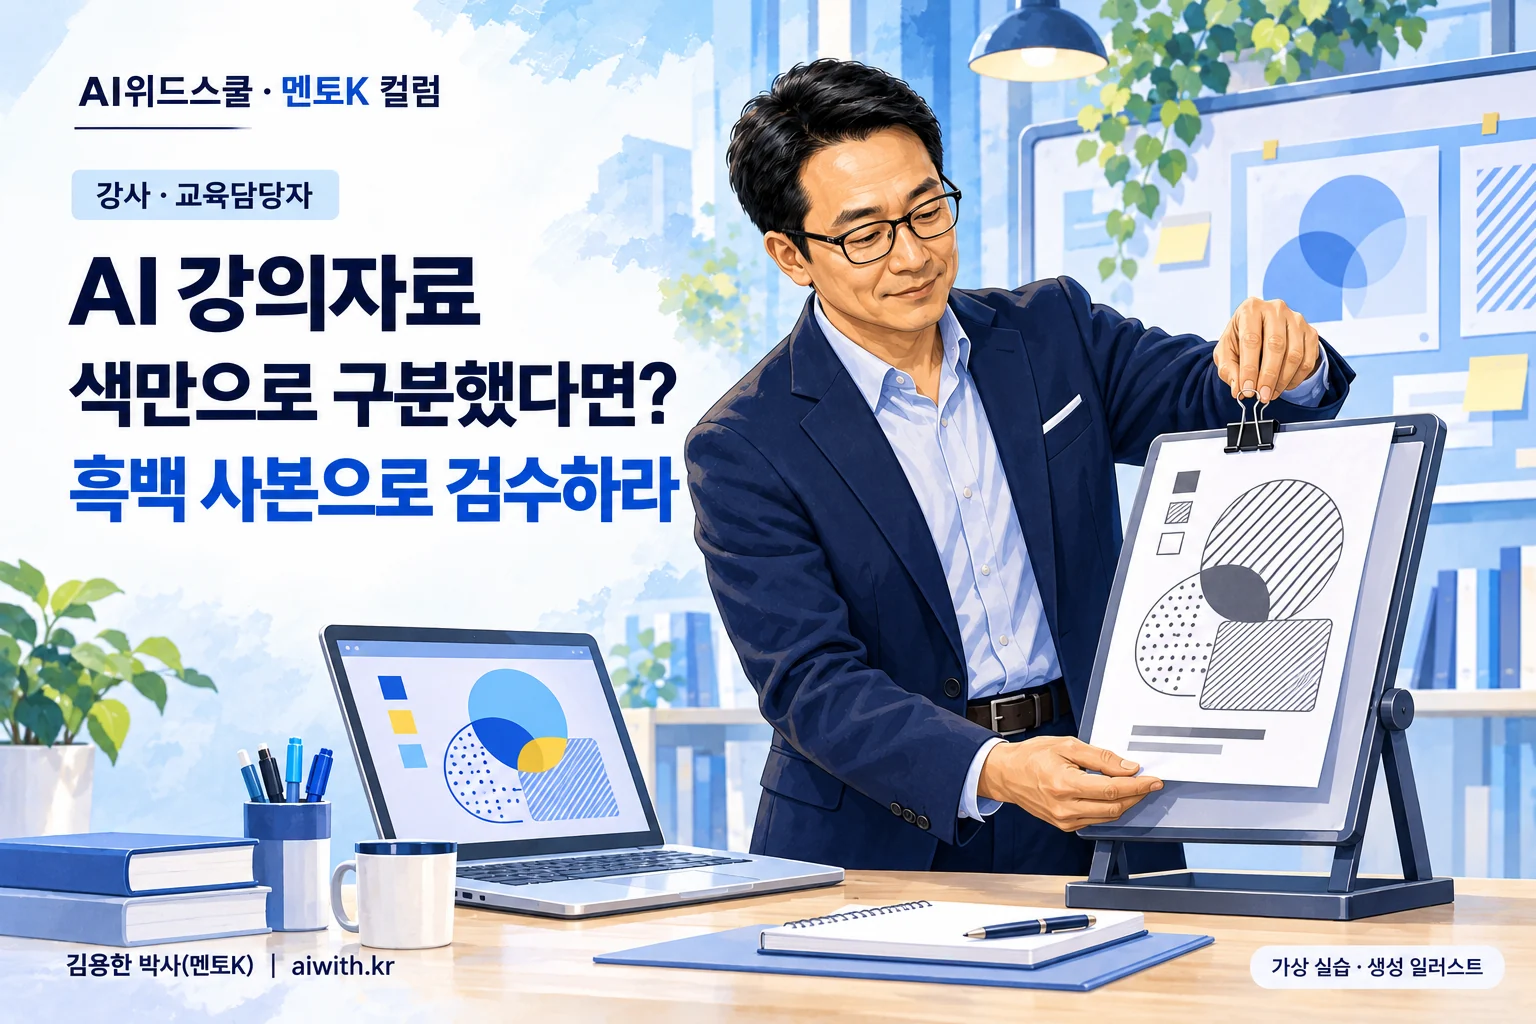 AI위드스쿨 · 멘토K 컬럼
강사 · 교육담당자
AI 강의자료
색만으로 구분했다면?
흑백 사본으로 검수하라
김용한 박사(멘토K) | aiwith.kr
가상 실습 · 생성 일러스트